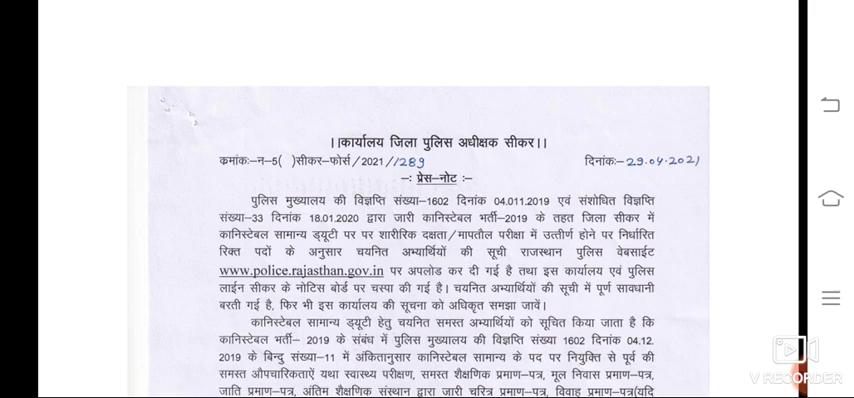 ।।कार्यालय जिला पुलिस अधीक्षक सीकर।।
क्रमांकः–न–5( )सीकर–फोर्स/2021//1289 दिनांकः–29.04.2021
–: प्रेस–नोट :–
पुलिस मुख्यालय की विज्ञप्ति संख्या–1602 दिनांक 04.011.2019 एवं संशोधित विज्ञप्ति
संख्या–33 दिनांक 18.01.2020 द्वारा जारी कानिस्टेबल भर्ती–2019 के तहत जिला सीकर में
कानिस्टेबल सामान्य ड्यूटी पर पर शारीरिक दक्षता/मापतौल परीक्षा में उत्तीर्ण होने पर निर्धारित
रिक्त पदों के अनुसार चयनित अभ्यार्थियों की सूची राजस्थान पुलिस वेबसाईट
www.police.rajasthan.gov.in पर अपलोड कर दी गई है तथा इस कार्यालय एवं पुलिस
लाईन सीकर के नोटिस बोर्ड पर चस्पा की गई है। चयनित अभ्यार्थियों की सूची में पूर्ण सावधानी
बरती गई है, फिर भी इस कार्यालय की सूचना को अधिकृत समझा जावें।
कानिस्टेबल सामान्य ड्यूटी हेतु चयनित समस्त अभ्यार्थियों को सूचित किया जाता है कि
कानिस्टेबल भर्ती– 2019 के संबंध में पुलिस मुख्यालय की विज्ञप्ति संख्या 1602 दिनांक 04.12.
2019 के बिन्दु संख्या–11 में अंकितानुसार कानिस्टेबल सामान्य के पद पर नियुक्ति से पूर्व की
समस्त औपचारिकताऐं यथा स्वास्थ्य परीक्षण, समस्त शैक्षणिक प्रमाण–पत्र, मूल निवास प्रमाण–पत्र,
जाति प्रमाण–पत्र, अंतिम शैक्षणिक संस्थान द्वारा जारी चरित्र प्रमाण–पत्र, विवाह प्रमाण–पत्र(यदि
V RECORDER